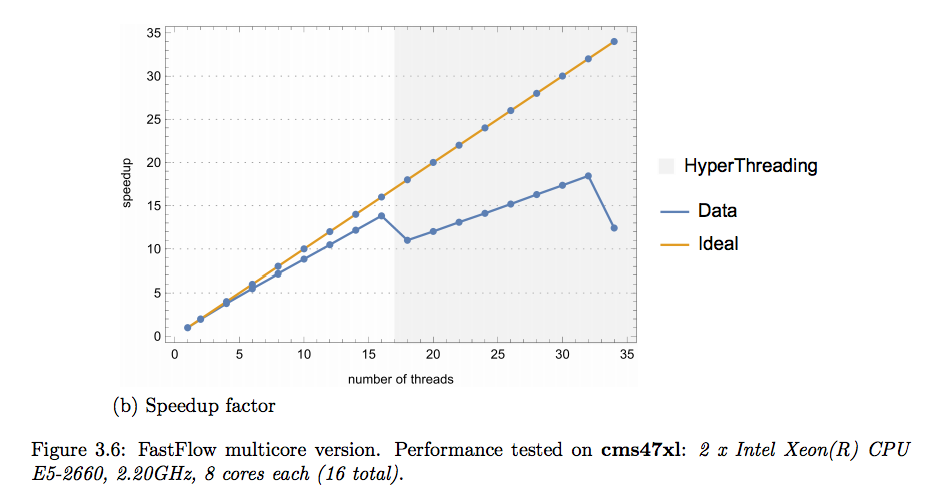 35
30
25
20
15
10
5
0
speedup
0 5 10 15 20 25 30 35
number of threads
HyperThreading
Data
Ideal
(b) Speedup factor
Figure 3.6: FastFlow multicore version. Performance tested on cms47xl: 2 x Intel Xeon(R) CPU
E5-2660, 2.20GHz, 8 cores each (16 total).